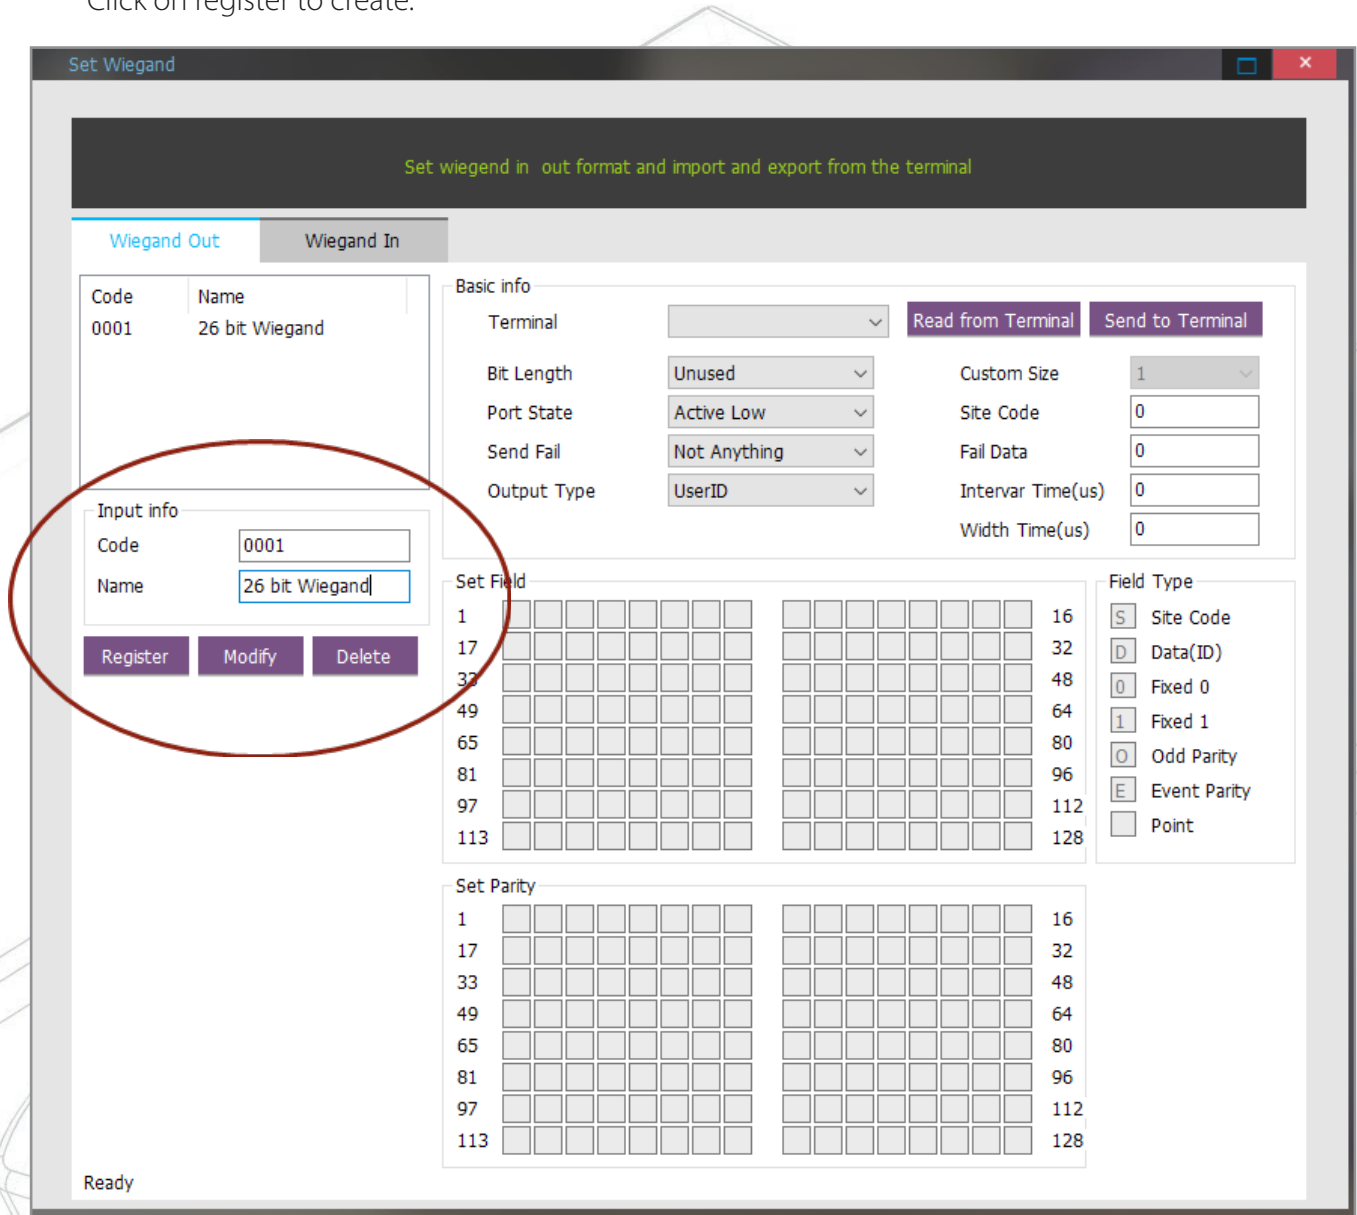 Click on register to create.
Set Wiegand
Set wiegend in out format and import and export from the terminal
Wiegand Out Wiegand In
Code Name
0001 26 bit Wiegand
Input info
Code 0001
Name 26 bit Wiegand
Register Modify Delete
Basic info
Terminal Read from Terminal Send to Terminal
Bit Length Unused Custom Size 1
Port State Active Low Site Code 0
Send Fail Not Anything Fail Data 0
Output Type UserID Intervar Time(us) 0
Width Time(us) 0
Set Field
1 16
17 32
33 48
49 64
65 80
81 96
97 112
113 128
Field Type
S Site Code
D Data(ID)
0 Fixed 0
1 Fixed 1
O Odd Parity
E Event Parity
Point
Set Parity
1 16
17 32
33 48
49 64
65 80
81 96
97 112
113 128
Ready